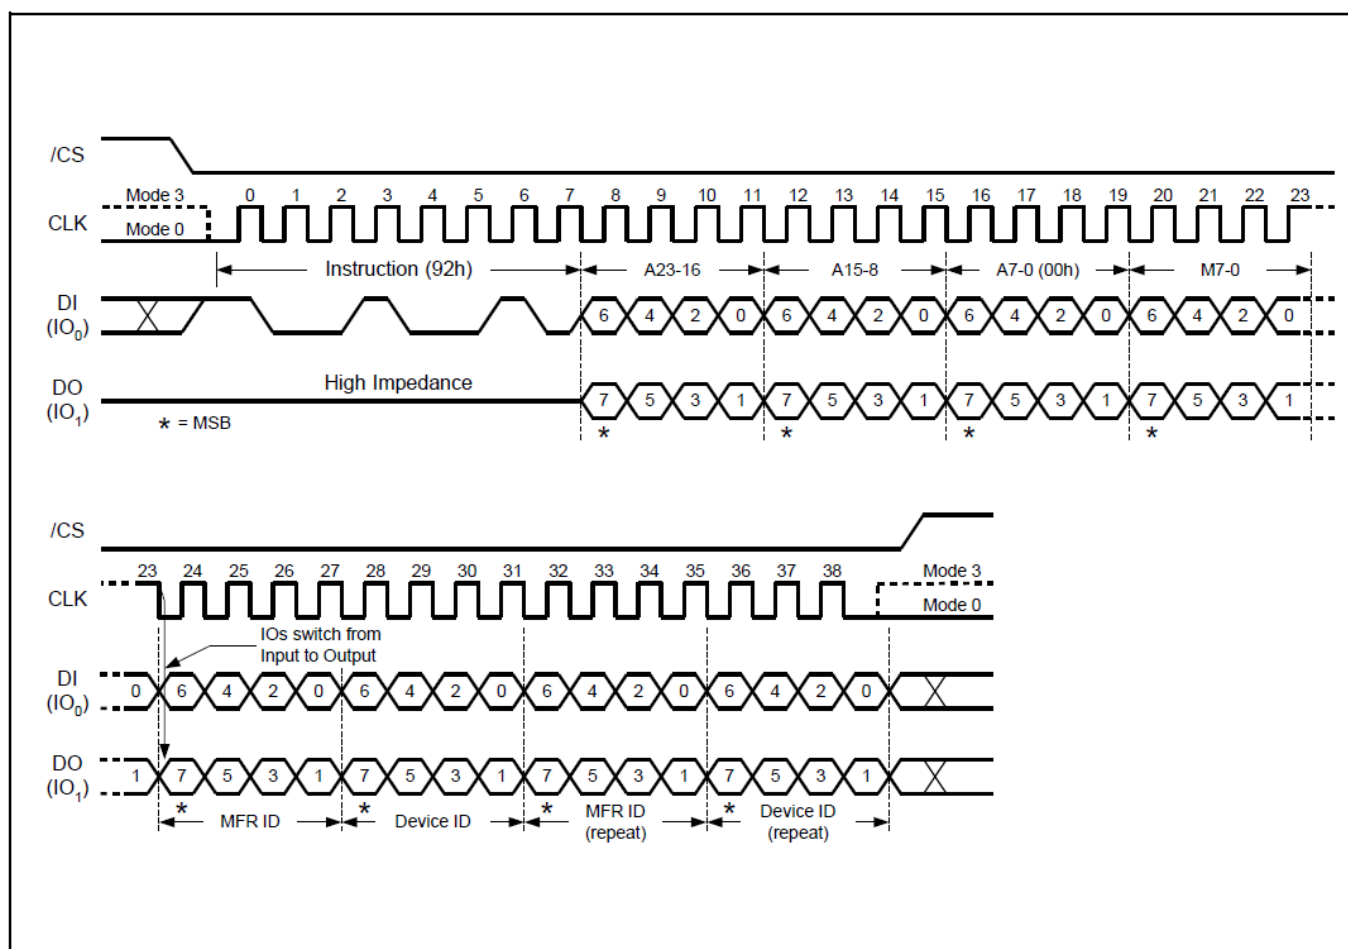 /CS
Mode 3 0 1 2 3 4 5 6 7 8 9 10 11 12 13 14 15 16 17 18 19 20 21 22 23
CLK
Mode 0
Instruction (92h) A23-16 A15-8 A7-0 (00h) M7-0
DI
(IO0) 6 4 2 0 6 4 2 0 6 4 2 0 6 4 2 0
High Impedance
DO
(IO1) 7 5 3 1 7 5 3 1 7 5 3 1 7 5 3 1
* = MSB * * * *
/CS
23 24 25 26 27 28 29 30 31 32 33 34 35 36 37 38 Mode 3
CLK
Mode 0
IOs switch from
Input to Output
DI
(IO0) 0 6 4 2 0 6 4 2 0 6 4 2 0 6 4 2 0
DO
(IO1) 1 7 5 3 1 7 5 3 1 7 5 3 1 7 5 3 1
* * * *
MFR ID Device ID MFR ID
(repeat) Device ID
(repeat)